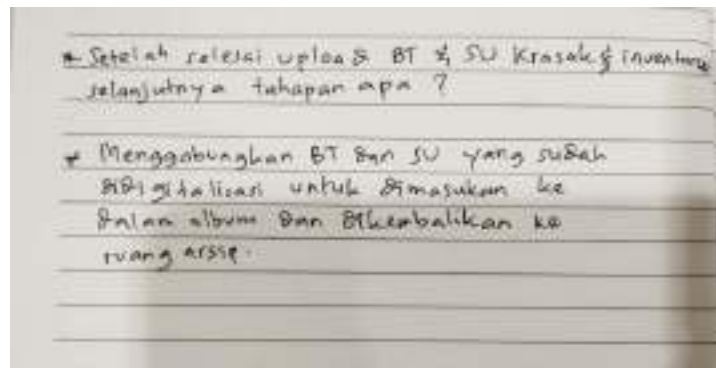 * Setelah selesai upload BT & SU Krasak & inventaris
selanjutnya tahapan apa ?
* Menggabungkan BT dan SU yang sudah
didigitalisasi untuk dimasukan ke
dalam album dan dikembalikan ke
ruang arsip.